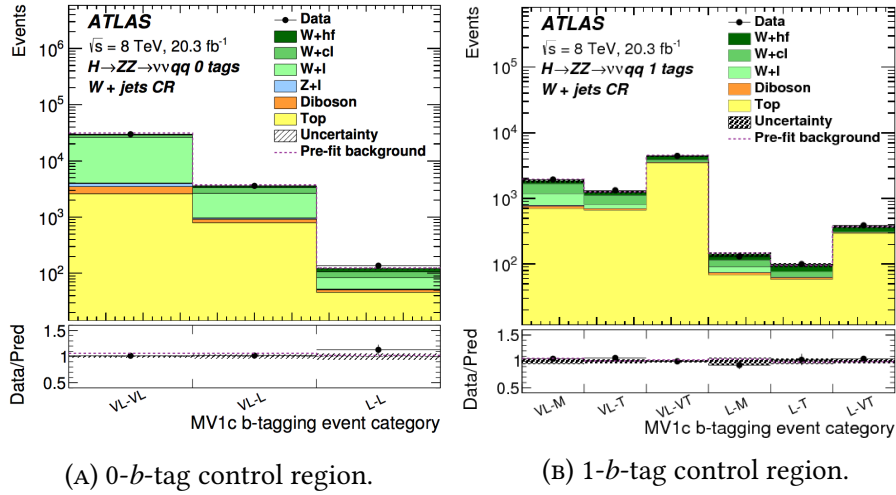 Events
10⁶
10⁵
10⁴
10³
10²
ATLAS
√s = 8 TeV, 20.3 fb⁻¹
H→ZZ→ννqq 0 tags
W + jets CR
Data
W+hf
W+cl
W+l
Z+l
Diboson
Top
Uncertainty
Pre-fit background
Data/Pred
1.5
1
0.5
VL-VL
VL-L
L-L
MV1c b-tagging event category
(A) 0-b-tag control region.
Events
10⁵
10⁴
10³
10²
ATLAS
√s = 8 TeV, 20.3 fb⁻¹
H→ZZ→ννqq 1 tags
W + jets CR
Data
W+hf
W+cl
W+l
Diboson
Top
Uncertainty
Pre-fit background
Data/Pred
1.5
1
0.5
VL-M
VL-T
VL-VT
L-M
L-T
L-VT
MV1c b-tagging event category
(B) 1-b-tag control region.